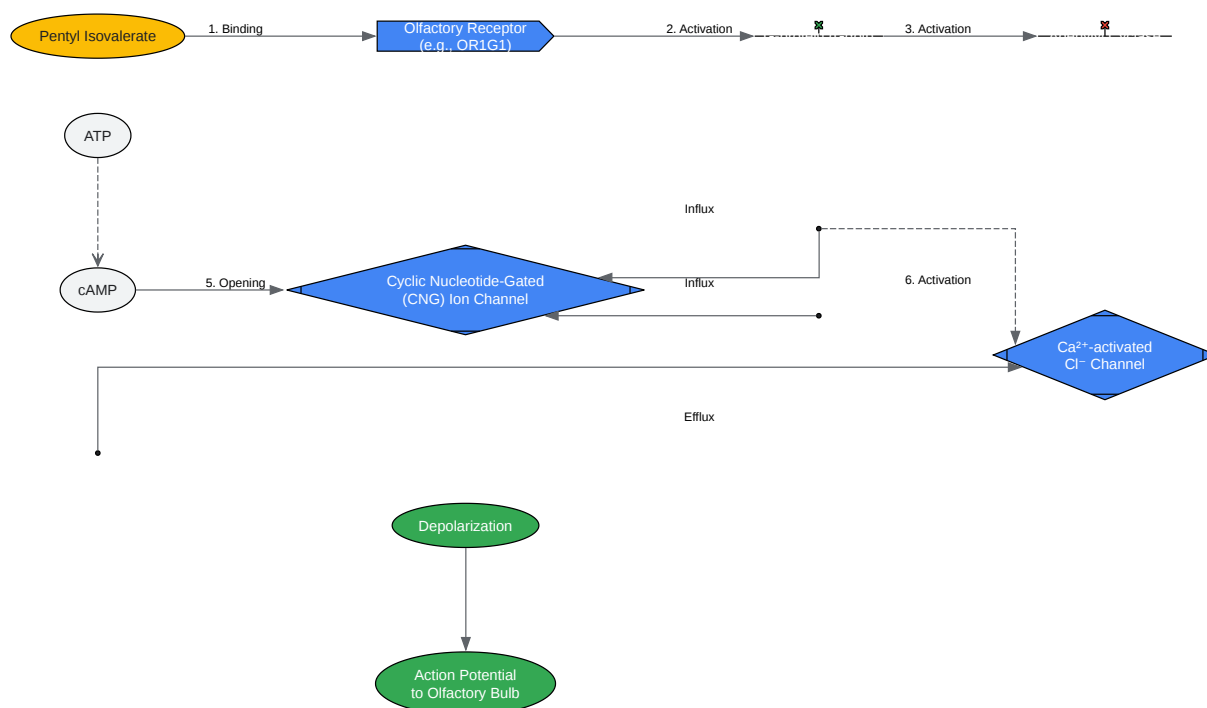 Pentyl Isovalerate
1. Binding
Olfactory Receptor
(e.g., OR1G1)
2. Activation
3. Activation
ATP
Influx
cAMP
5. Opening
Cyclic Nucleotide-Gated
(CNG) Ion Channel
Influx
6. Activation
Ca²⁺-activated
Cl⁻ Channel
Efflux
Depolarization
Action Potential
to Olfactory Bulb